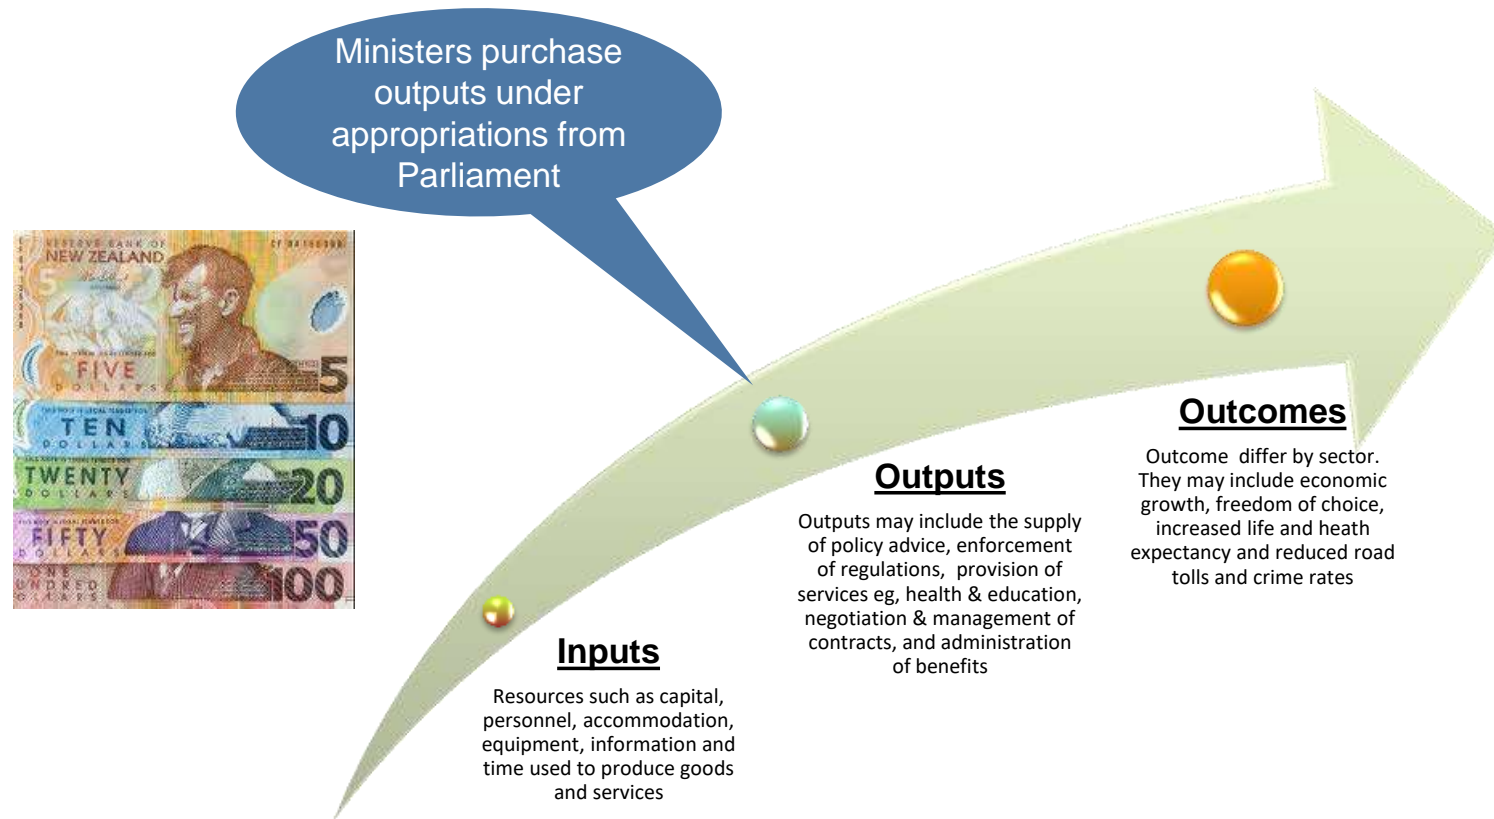 Ministers purchase
outputs under
appropriations from
Parliament
RESERVE BANK OF
NEW ZEALAND
5
FIVE
DOLLARS
5
TEN
DOLLARS
10
TWENTY
DOLLARS
20
FIFTY
DOLLARS
50
ONE
UNDRED
LLARS
100
Inputs
Resources such as capital,
personnel, accommodation,
equipment, information and
time used to produce goods
and services
Outputs
Outputs may include the supply
of policy advice, enforcement
of regulations,  provision of
services eg, health & education,
negotiation & management of
contracts, and administration
of benefits
Outcomes
Outcome  differ by sector.
They may include economic
growth, freedom of choice,
increased life and heath
expectancy and reduced road
tolls and crime rates